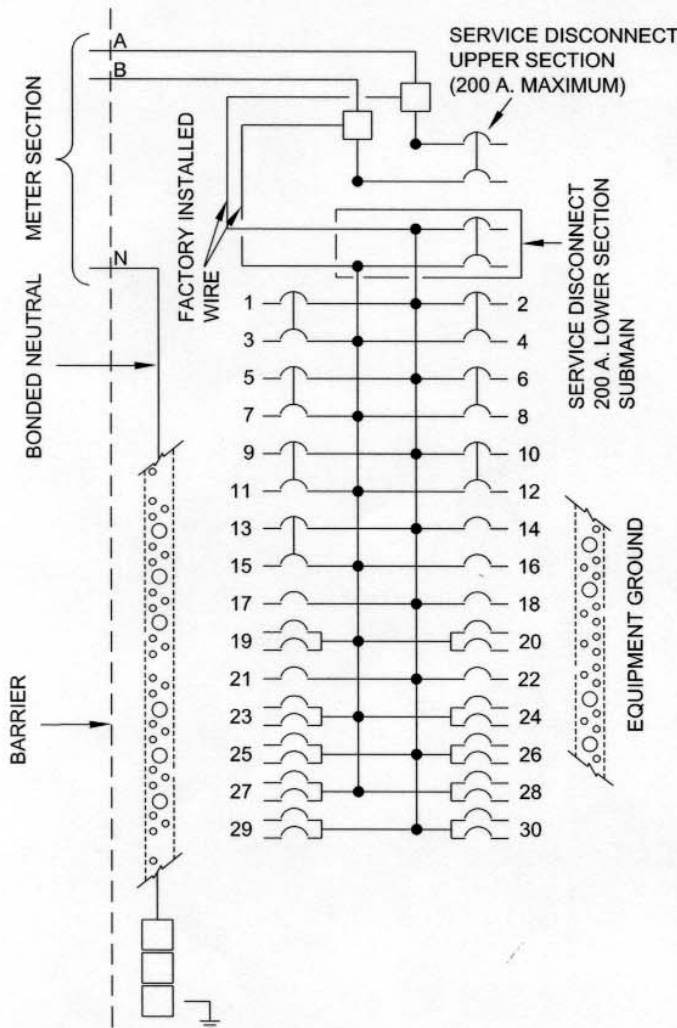 A
B
N
METER SECTION
BONDED NEUTRAL
BARRIER
FACTORY INSTALLED
WIRE
SERVICE DISCONNECT
UPPER SECTION
(200 A. MAXIMUM)
SERVICE DISCONNECT
200 A. LOWER SECTION
SUBMAIN
1 2
3 4
5 6
7 8
9 10
11 12
13 14
15 16
17 18
19 20
21 22
23 24
25 26
27 28
29 30
EQUIPMENT GROUND